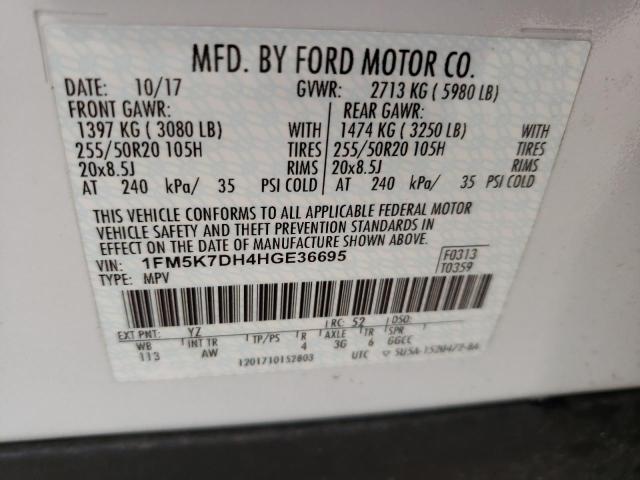 MFD. BY FORD MOTOR CO.
DATE: 10/17 GVWR: 2713 KG ( 5980 LB)
FRONT GAWR: REAR GAWR:
1397 KG ( 3080 LB) WITH 1474 KG ( 3250 LB) WITH
255/50R20 105H TIRES 255/50R20 105H TIRES
20x8.5J RIMS 20x8.5J RIMS
AT 240 kPa/ 35 PSI COLD AT 240 kPa/ 35 PSI COLD
THIS VEHICLE CONFORMS TO ALL APPLICABLE FEDERAL MOTOR
VEHICLE SAFETY AND THEFT PREVENTION STANDARDS IN
EFFECT ON THE DATE OF MANUFACTURE SHOWN ABOVE.
VIN: 1FM5K7DH4HGE36695 F0313
TYPE: MPV T0359
EXT PNT: YZ RC: 52 DSO:
WB INT TR TP/PS R AXLE TR SPR
113 AW 4 3G 6 GGCC
1201710152803 UTC